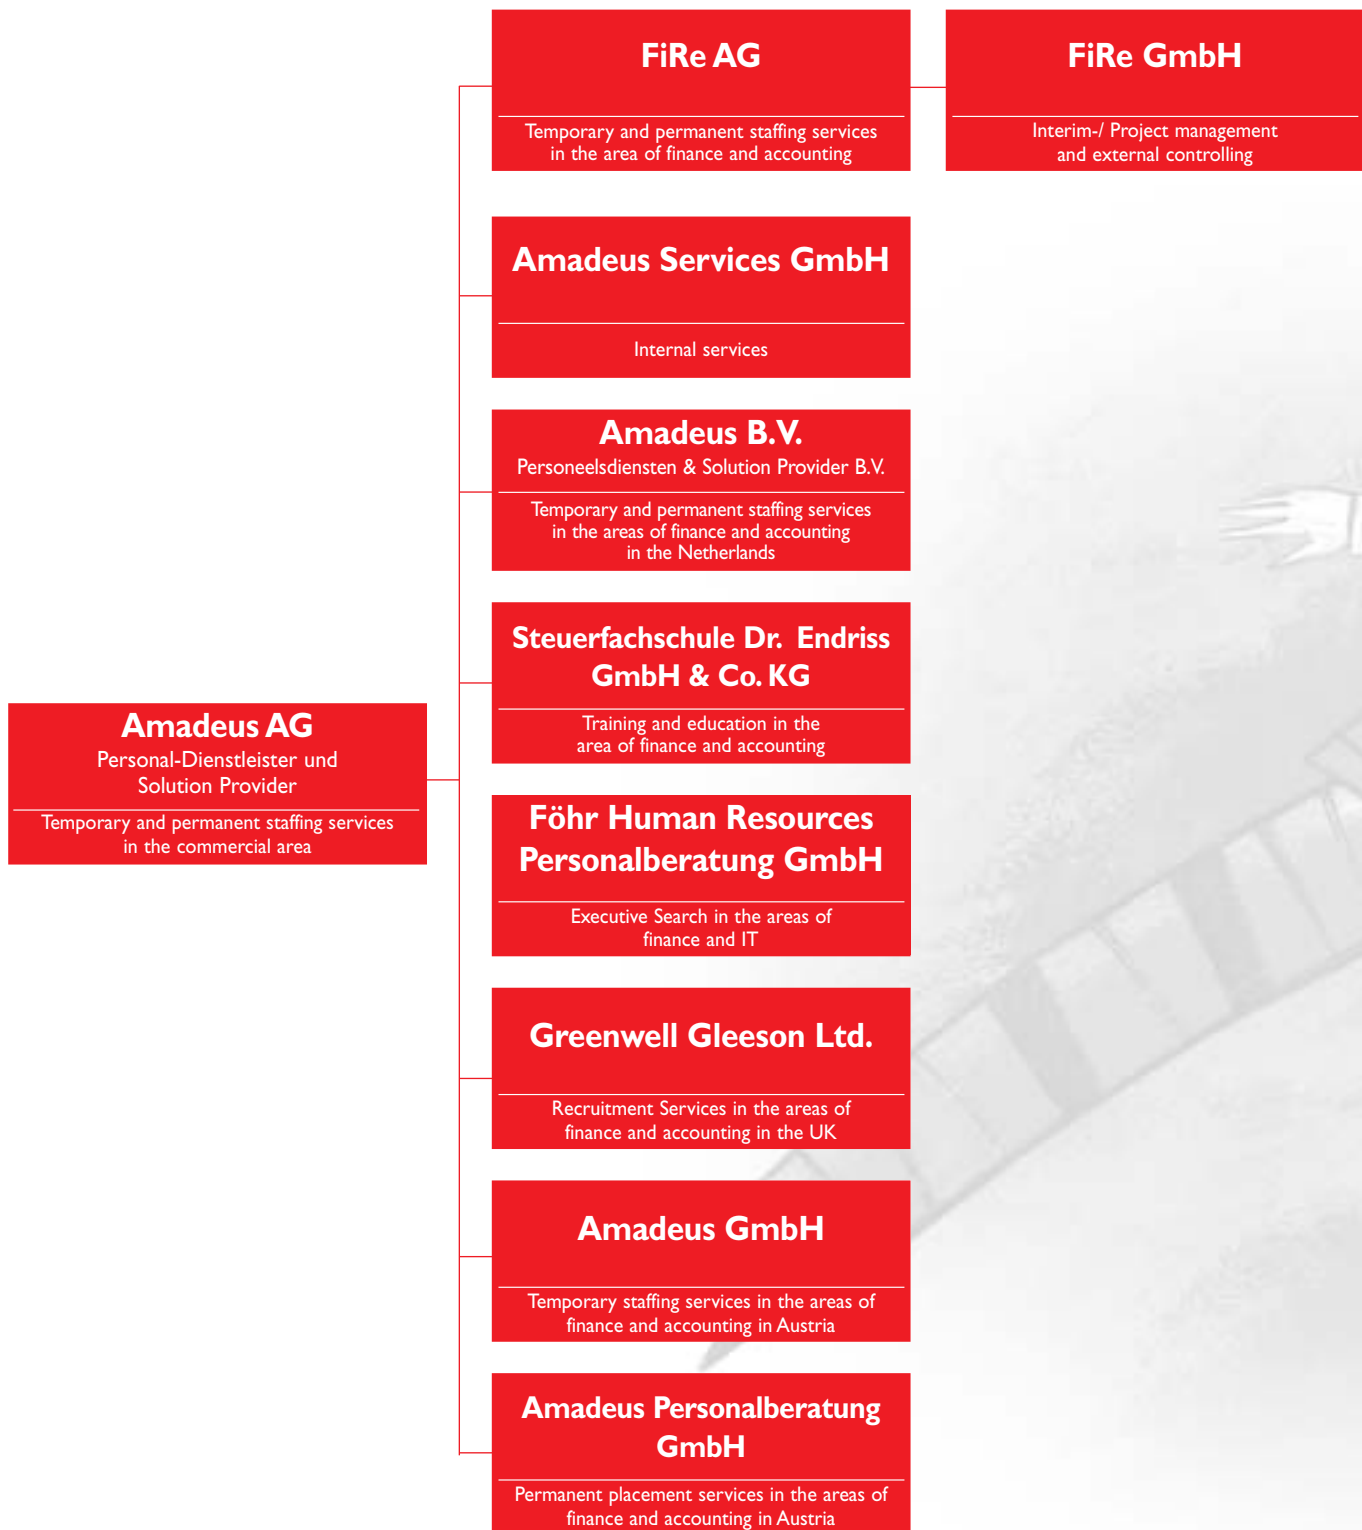 FiRe AG
Temporary and permanent staffing services
in the area of finance and accounting
FiRe GmbH
Interim-/ Project management
and external controlling
Amadeus Services GmbH
Internal services
Amadeus B.V.
Personeelsdiensten & Solution Provider B.V.
Temporary and permanent staffing services
in the areas of finance and accounting
in the Netherlands
Steuerfachschule Dr. Endriss
GmbH & Co. KG
Training and education in the
area of finance and accounting
Amadeus AG
Personal-Dienstleister und
Solution Provider
Temporary and permanent staffing services
in the commercial area
Föhr Human Resources
Personalberatung GmbH
Executive Search in the areas of
finance and IT
Greenwell Gleeson Ltd.
Recruitment Services in the areas of
finance and accounting in the UK
Amadeus GmbH
Temporary staffing services in the areas of
finance and accounting in Austria
Amadeus Personalberatung
GmbH
Permanent placement services in the areas of
finance and accounting in Austria